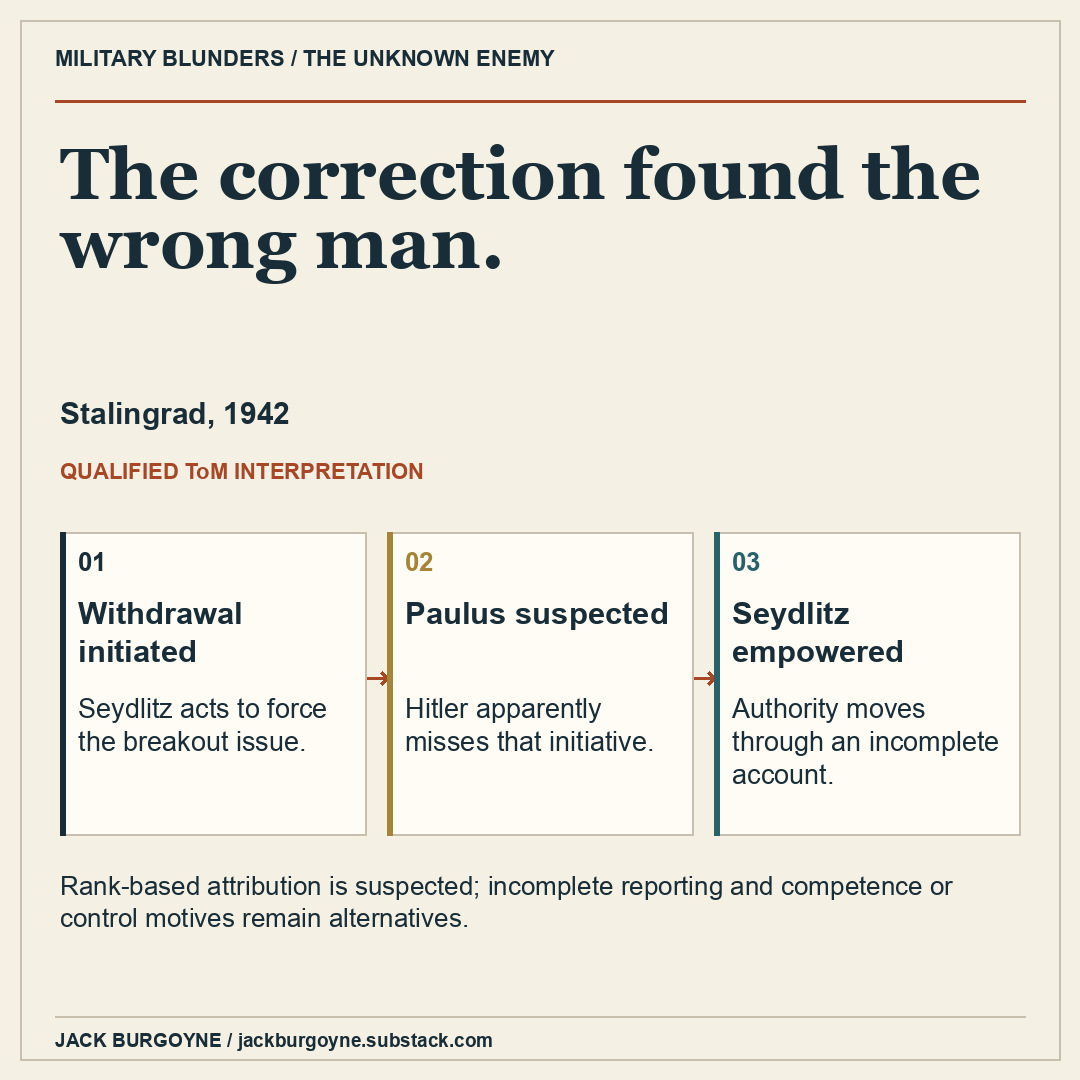 MILITARY BLUNDERS / THE UNKNOWN ENEMY
The correction found the
wrong man.
Stalingrad, 1942
QUALIFIED ToM INTERPRETATION
01
Withdrawal
initiated
Seydlitz acts to force
the breakout issue.
02
Paulus suspected
Hitler apparently
misses that initiative.
03
Seydlitz
empowered
Authority moves
through an incomplete
account.
Rank-based attribution is suspected; incomplete reporting and competence or
control motives remain alternatives.
JACK BURGOYNE / jackburgoyne.substack.com